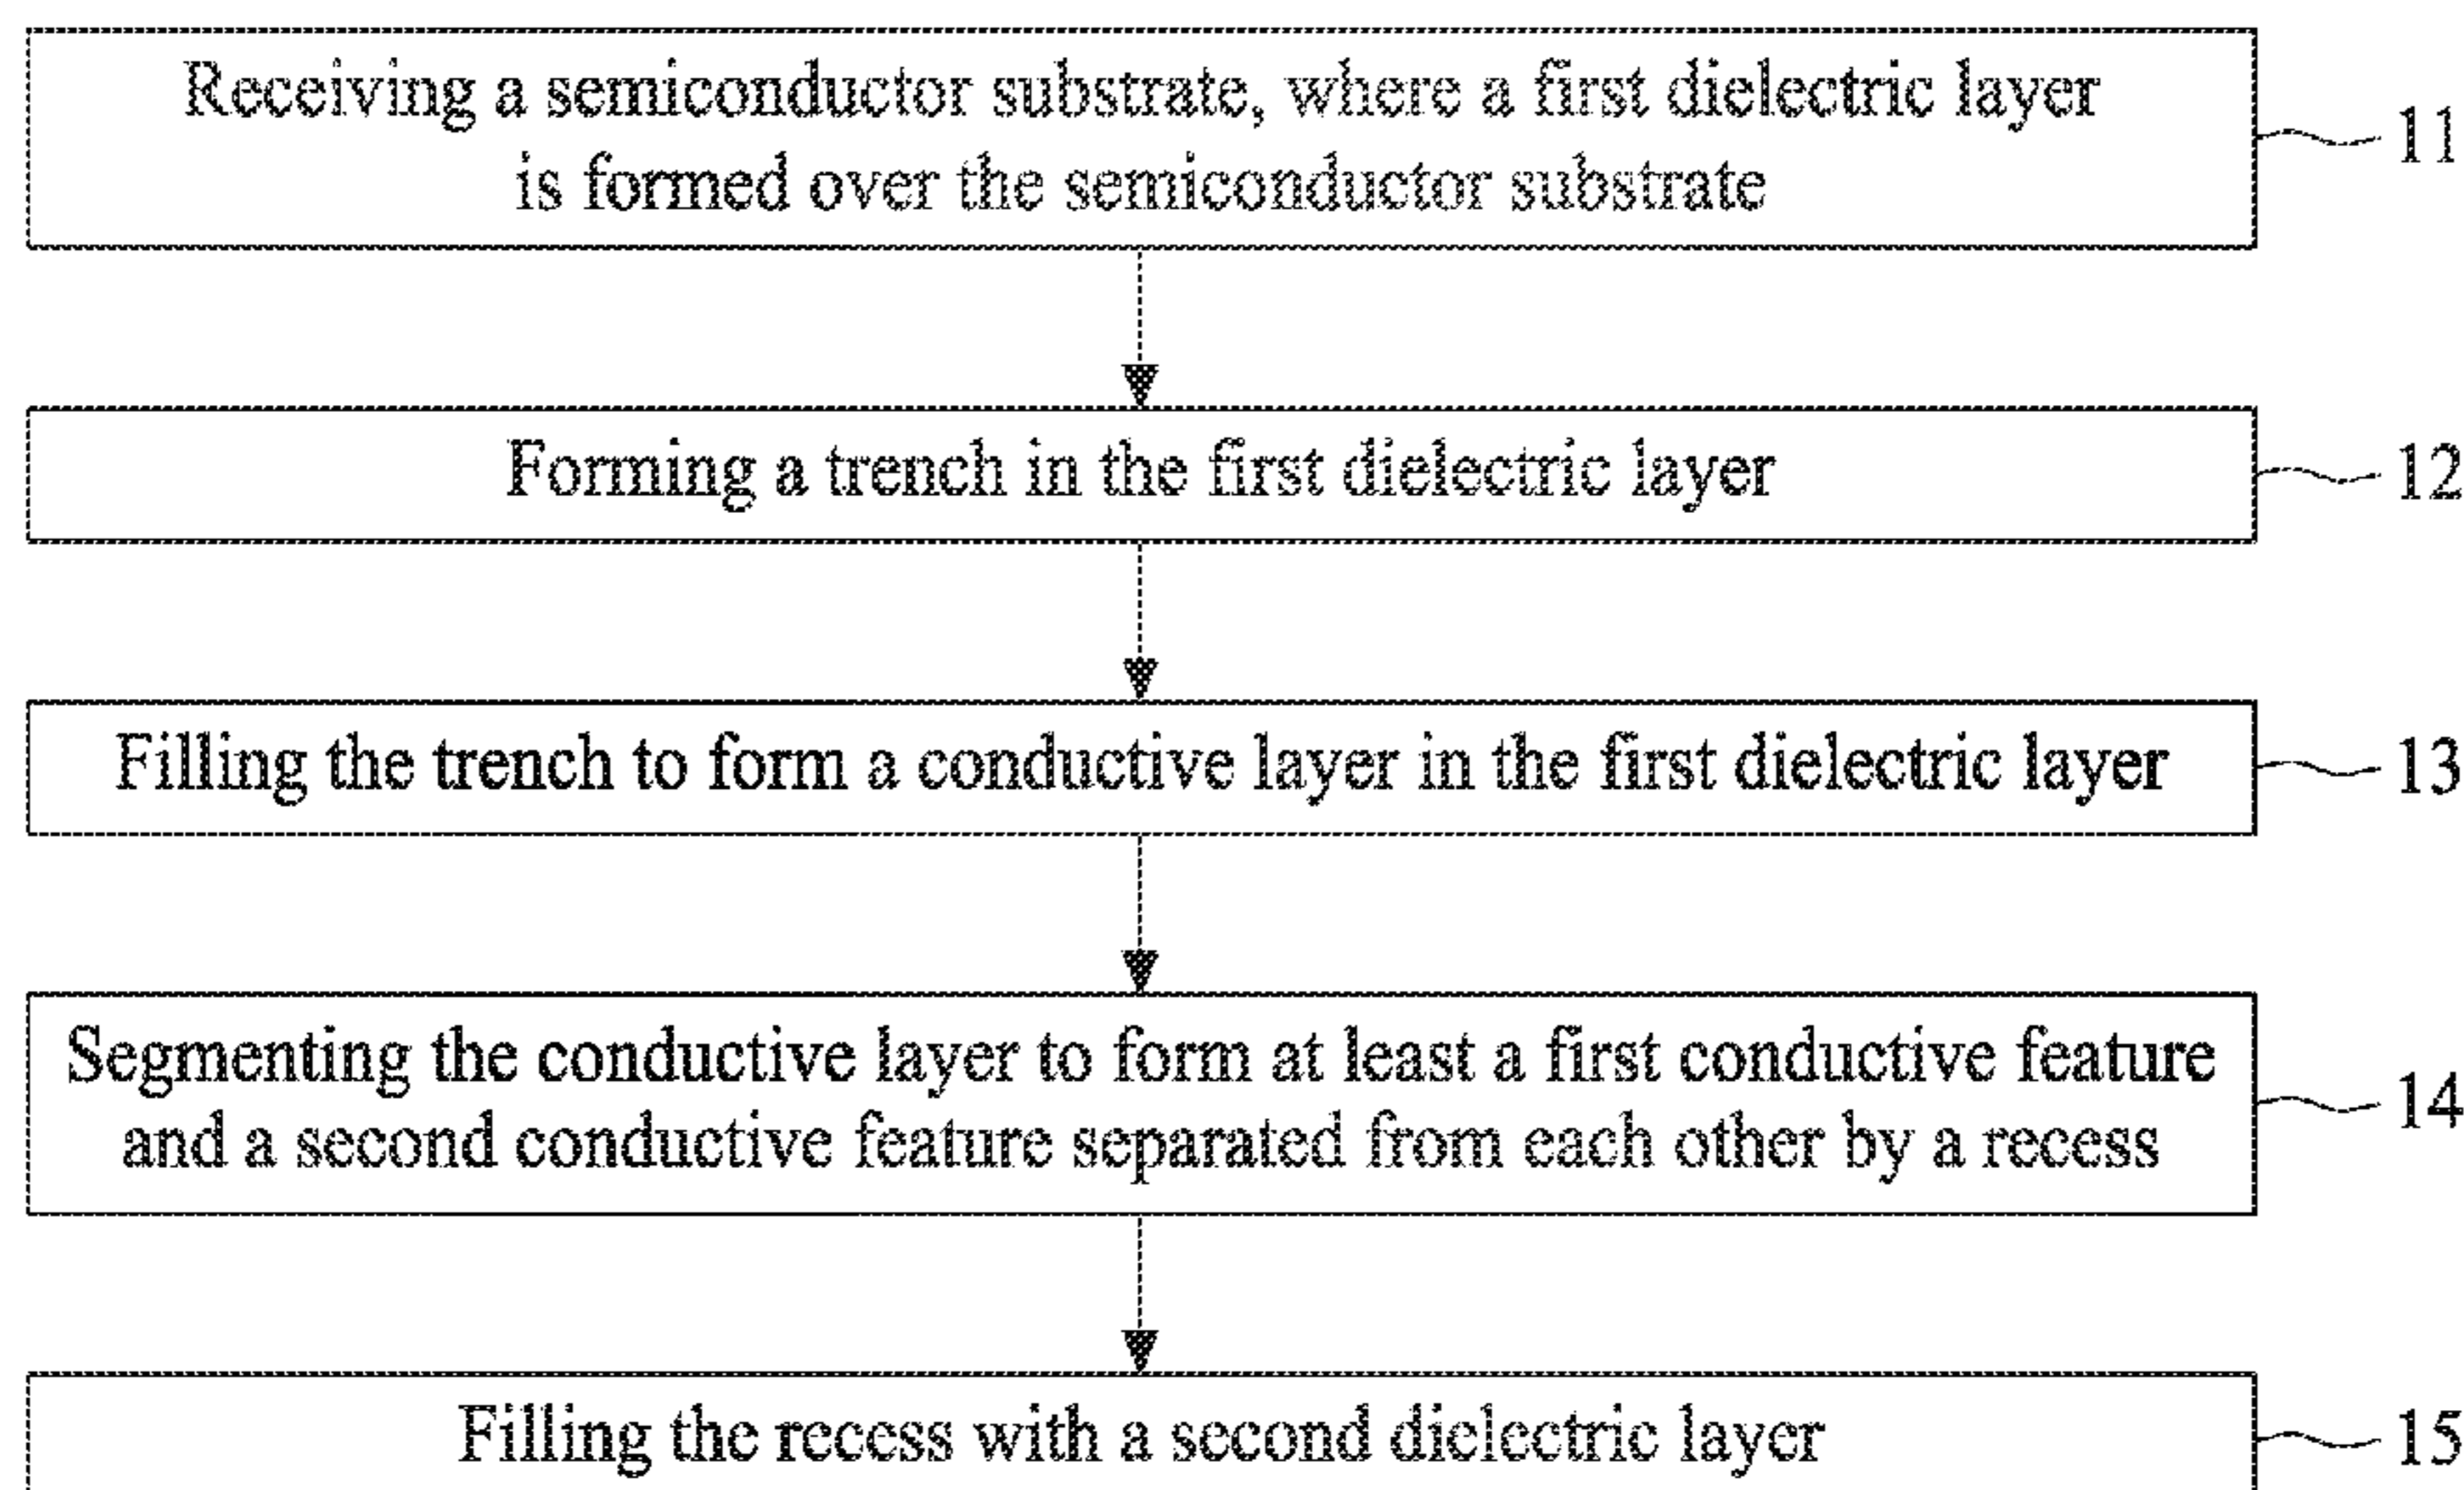 Receiving a semiconductor substrate, where a first dielectric layer
is formed over the semiconductor substrate
11
Forming a trench in the first dielectric layer
12
Filling the trench to form a conductive layer in the first dielectric layer
13
Segmenting the conductive layer to form at least a first conductive feature
and a second conductive feature separated from each other by a recess
14
Filling the recess with a second dielectric layer
15